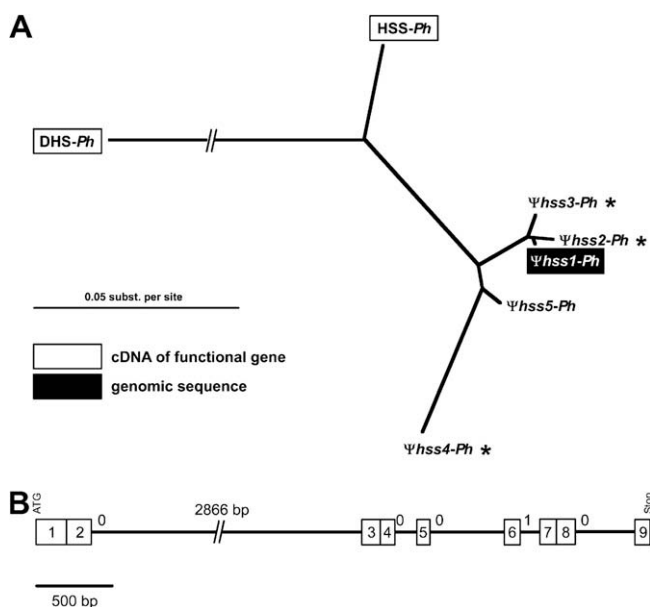 A
HSS-Ph
DHS-Ph
//
Ψhss3-Ph *
Ψhss2-Ph *
Ψhss1-Ph
0.05 subst. per site
Ψhss5-Ph
cDNA of functional gene
genomic sequence
Ψhss4-Ph *
B
ATG
Stop
0 2866 bp 0 0 1 0
1 2 // 3 4 5 6 7 8 9
500 bp